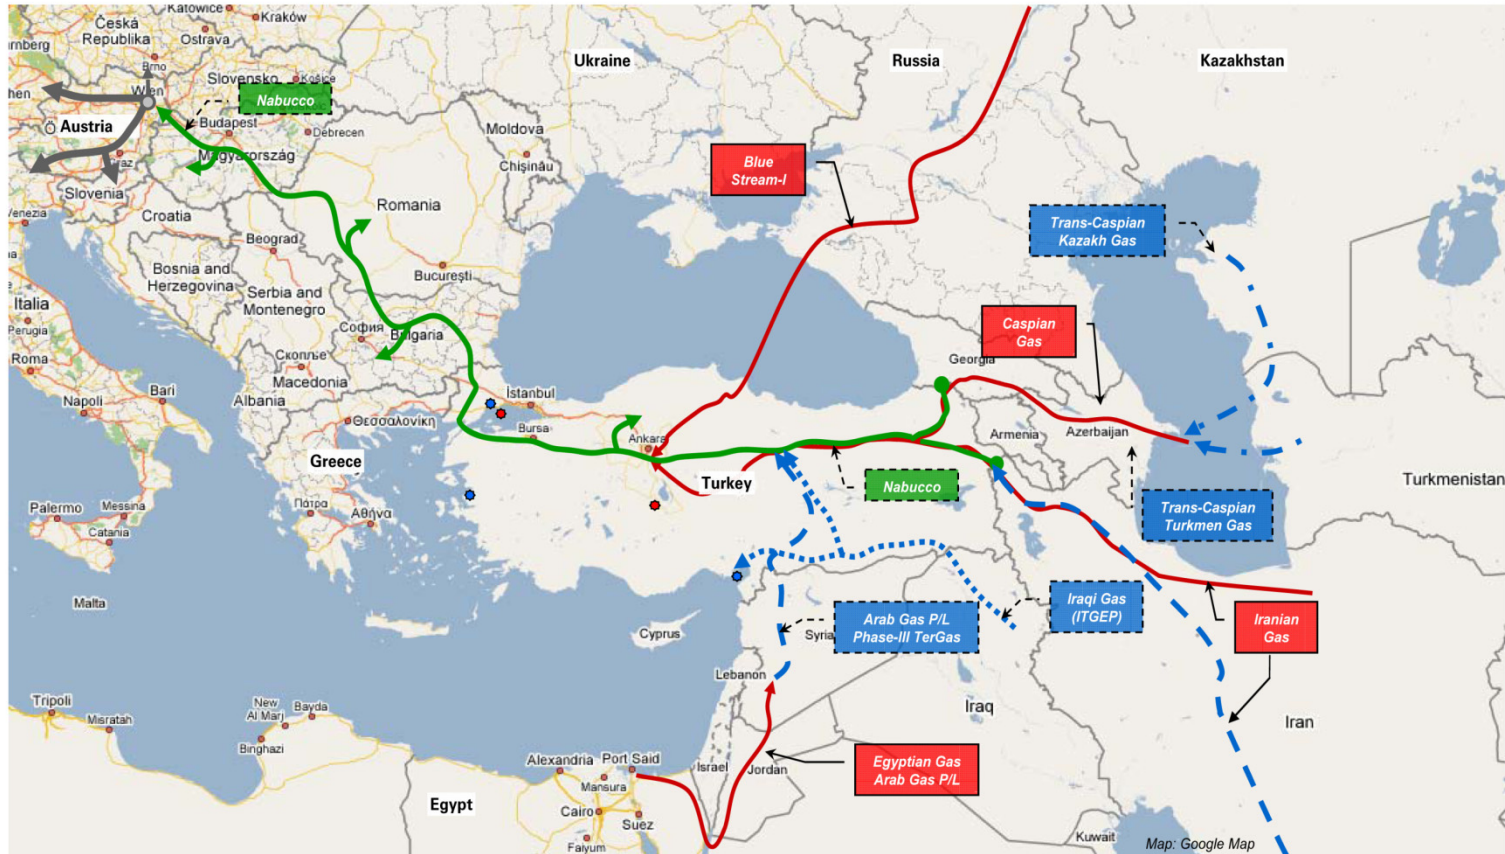 Katowice
Kraków
Česká
Republika
Ostrava
Ukraine
Russia
Kazakhstan
Brno
Slovensko
Košice
Wien
Nabucco
Ö
Austria
Budapest
Debrecen
Moldova
Chișinău
Magyarország
Blue
Stream-I
Slovenia
Venezia
Croatia
Romania
Trans-Caspian
Kazakh Gas
Beograd
București
Bosnia and
Herzegovina
Serbia and
Montenegro
Italia
Perugia
София
Bulgaria
Caspian
Gas
Georgia
Roma
Скопље
Macedonia
Albania
Bari
Napoli
İstanbul
Θεσσαλονίκη
Bursa
Ankara
Armenia
Azerbaijan
Greece
Turkey
Nabucco
Turkmenistan
Palermo
Messina
Catania
Πάτρα
Αθήνα
Trans-Caspian
Turkmen Gas
Malta
Cyprus
Syria
Arab Gas P/L
Phase-III TerGas
Iraqi Gas
(ITGEP)
Iranian
Gas
Lebanon
Tripoli
Misratah
New
Al Marj
Bayda
Binghazi
Iraq
Iran
Alexandria
Port Said
Israel
Jordan
Egyptian Gas
Arab Gas P/L
Mansura
Egypt
Cairo
Suez
Faiyum
Kuwait
Map: Google Map